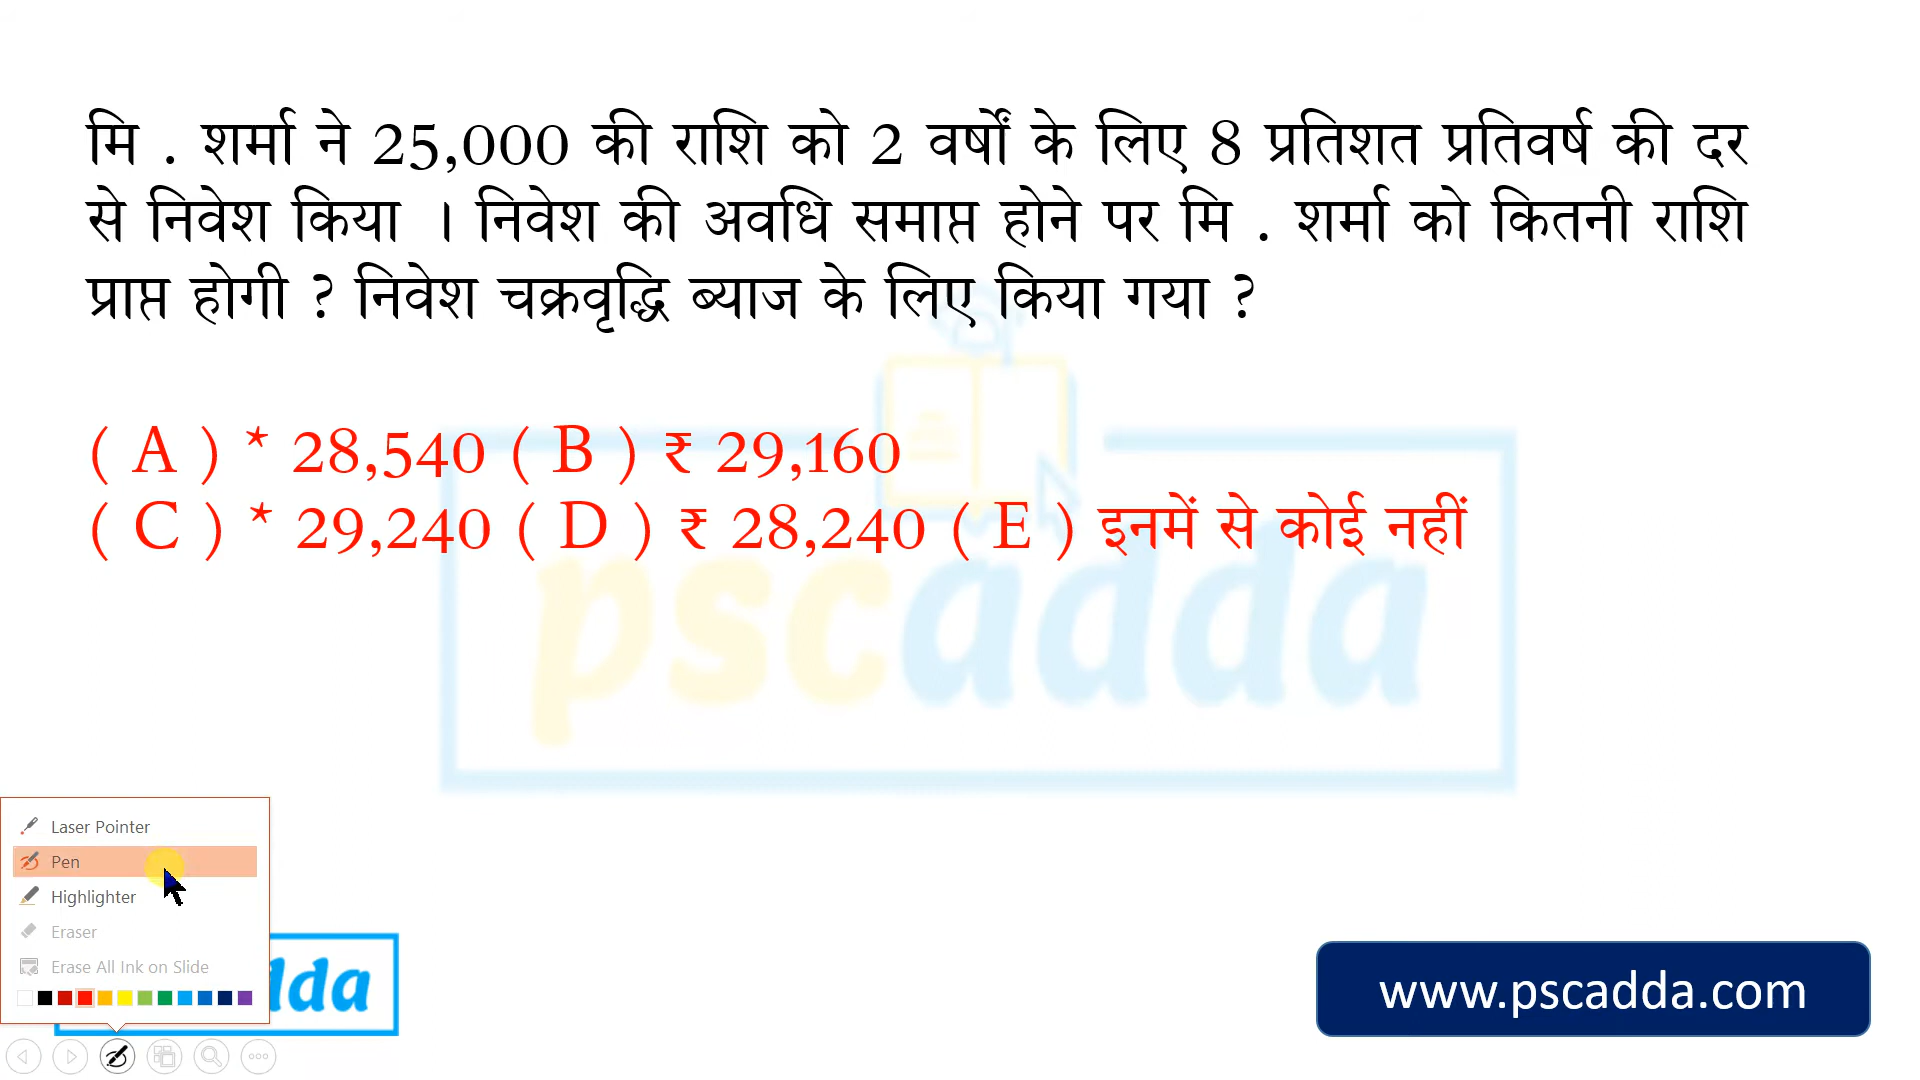 मि . शर्मा ने 25,000 की राशि को 2 वर्षों के लिए 8 प्रतिशत प्रतिवर्ष की दर
से निवेश किया । निवेश की अवधि समाप्त होने पर मि . शर्मा को कितनी राशि
प्राप्त होगी ? निवेश चक्रवृद्धि ब्याज के लिए किया गया ?
( A ) * 28,540 ( B ) ₹ 29,160
( C ) * 29,240 ( D ) ₹ 28,240 ( E ) इनमें से कोई नहीं
pscadda
Laser Pointer
Pen
Highlighter
Eraser
Erase All Ink on Slide
dda
www.pscadda.com